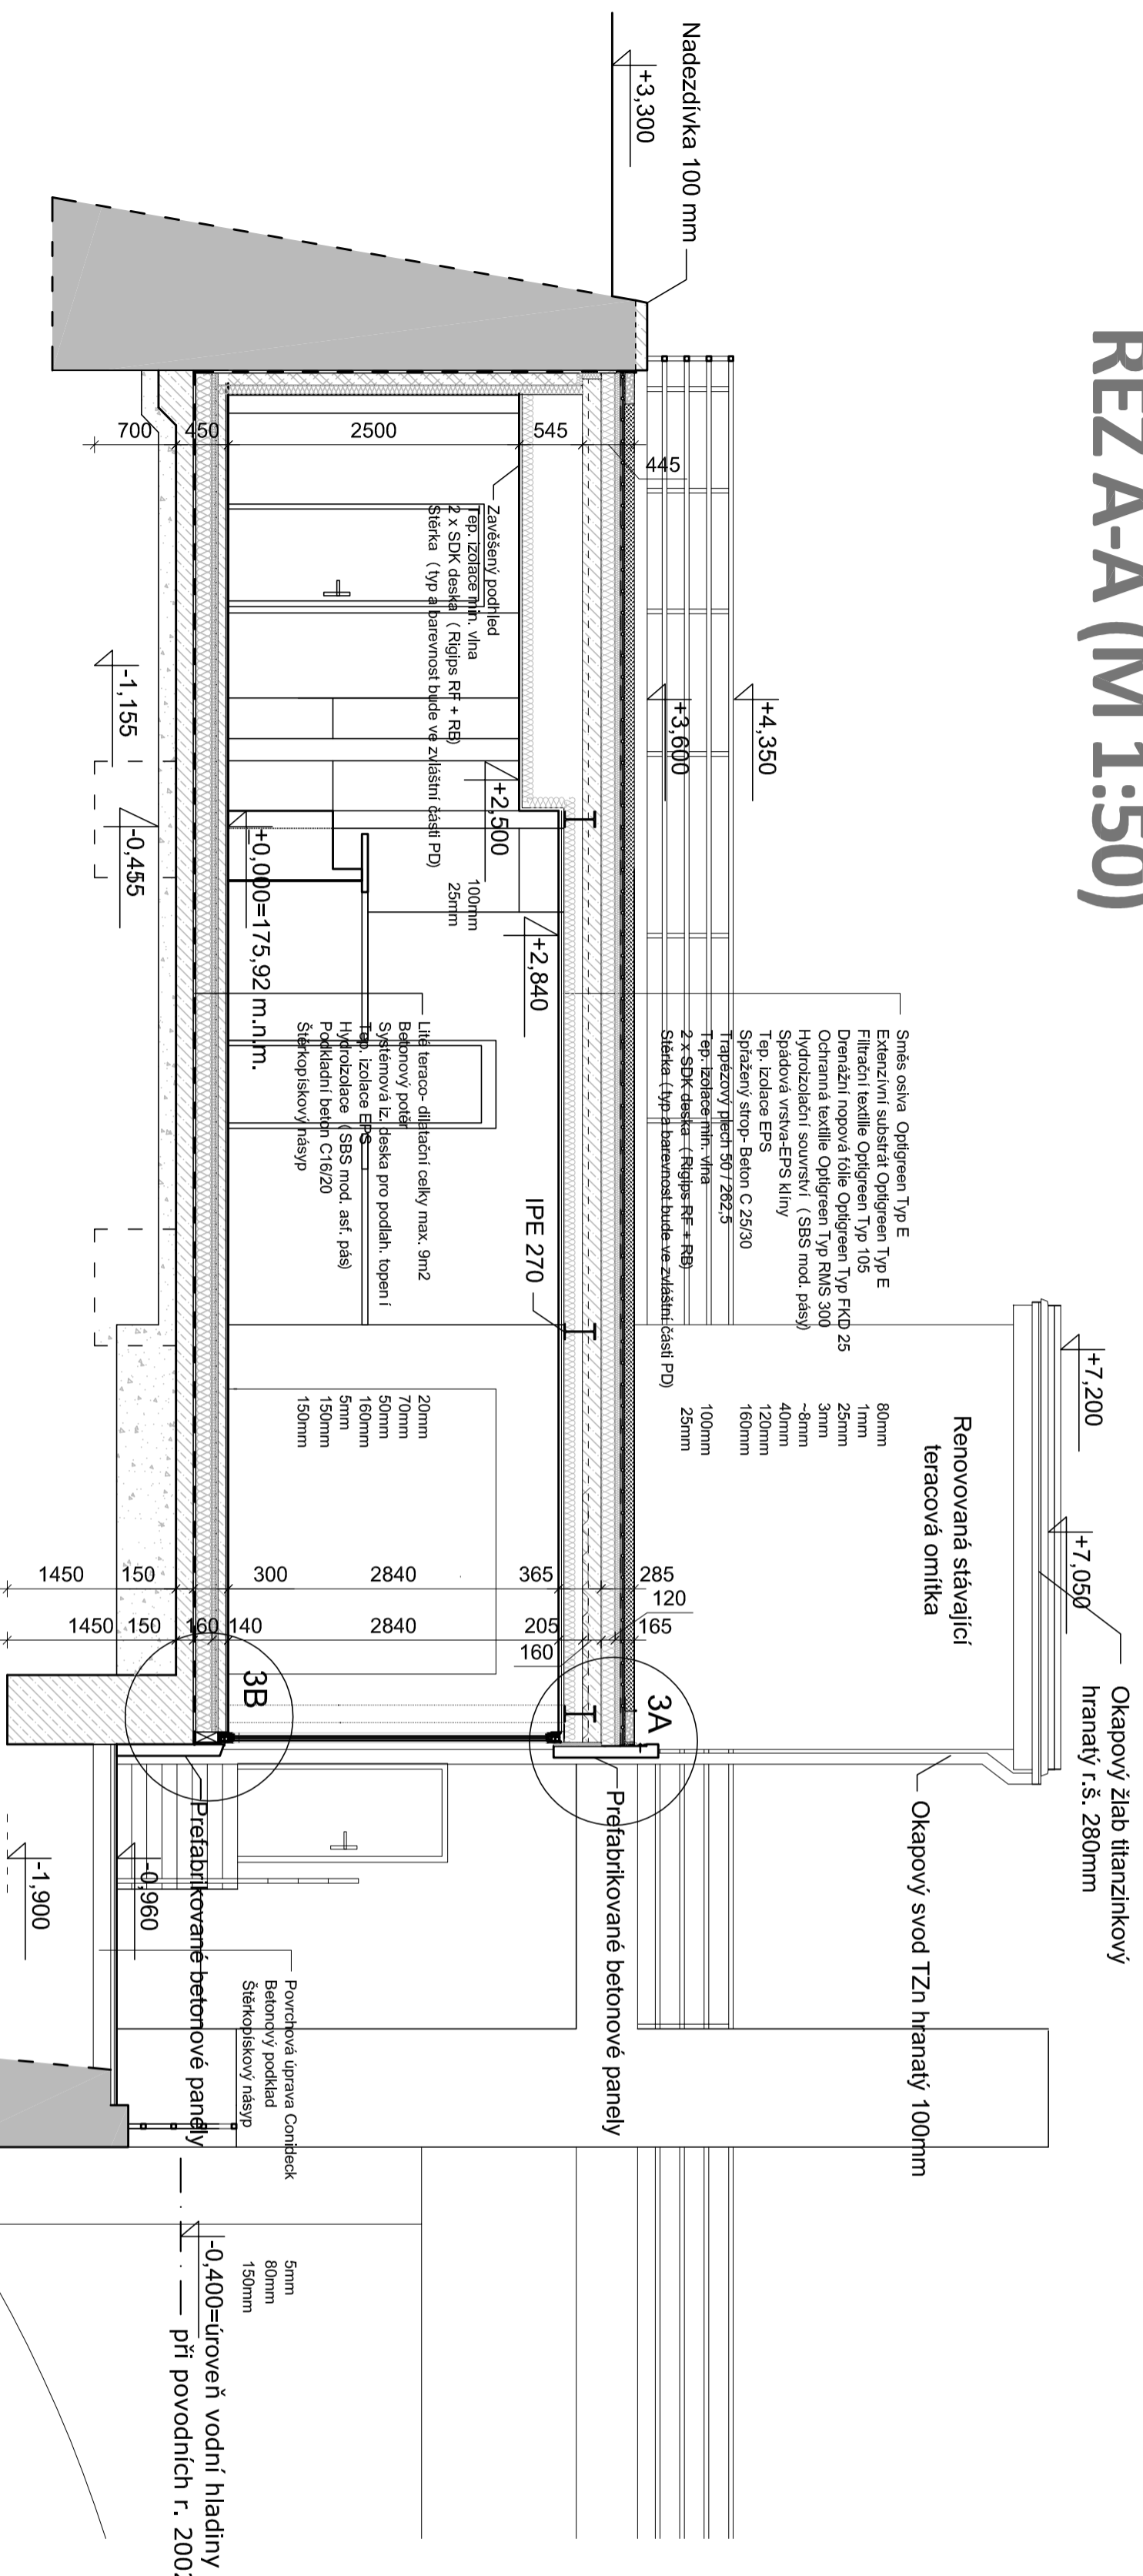 ŘEZ A-A (M 1:50)
Okapový žlab titanzinkový
hranatý r.š. 280mm
+7,200
+7,050
Renovovaná stávající
teracová omítka
Okapový svod TZn hranatý 100mm
Nadezdívka 100 mm
+3,300
+4,350
+3,600
Směs osiva Optigreen Typ E
Extenzívní substrát Optigreen Typ E 80mm
Filtrační textilie Optigreen Typ 105 1mm
Drenážní nopová fólie Optigreen Typ FKD 25 25mm
Ochranná textilie Optigreen Typ RMS 300 3mm
Hydroizolační souvrství (SBS mod. pásy) ~8mm
Spádová vrstva-EPS klíny 40mm
Tep. izolace EPS 120mm
Spřažený strop- Beton C 25/30 160mm
Trapézový plech 50 / 262,5
Tep. izolace min. vlna 100mm
2 x SDK deska (Rigips RF + RB) 25mm
Stěrka (typ a barevnost bude ve zvláštní části PD)
445
545
2500
450
700
Zavěšený podhled
Tep. izolace min. vlna 100mm
2 x SDK deska (Rigips RF + RB) 25mm
Stěrka (typ a barevnost bude ve zvláštní části PD)
+2,500
+2,840
IPE 270
285
120
165
365
205
160
2840
2840
300
140
160
150
150
1450
1450
3A
Prefabrikované betonové panely
Lité teraco- dilatační celky max. 9m2 20mm
Betonový potěr 70mm
Systémová iz. deska pro podlah. topení 50mm
Tep. izolace EPS 160mm
Hydroizolace (SBS mod. asf. pás) 5mm
Podkladní beton C16/20 150mm
Štěrkopískový násyp 150mm
+0,000=175,92 m.n.m.
-0,455
-1,155
3B
Prefabrikované betonové panely
Povrchová úprava Conideck 5mm
Betonový podklad 80mm
Štěrkopískový násyp 150mm
-0,960
-1,900
-0,400=úroveň vodní hladiny
při povodních r. 2002